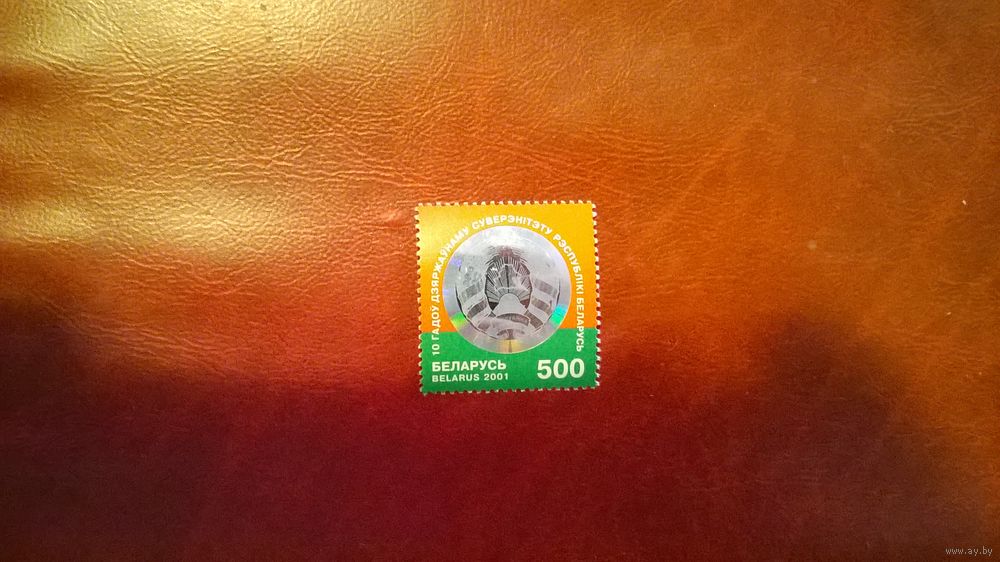 10 ГАДОЎ ДЗЯРЖАЎНАМУ СУВЕРЭНІТЭТУ РЭСПУБЛІКІ БЕЛАРУСЬ
БЕЛАРУСЬ
BELARUS 2001
500
www.ay.by